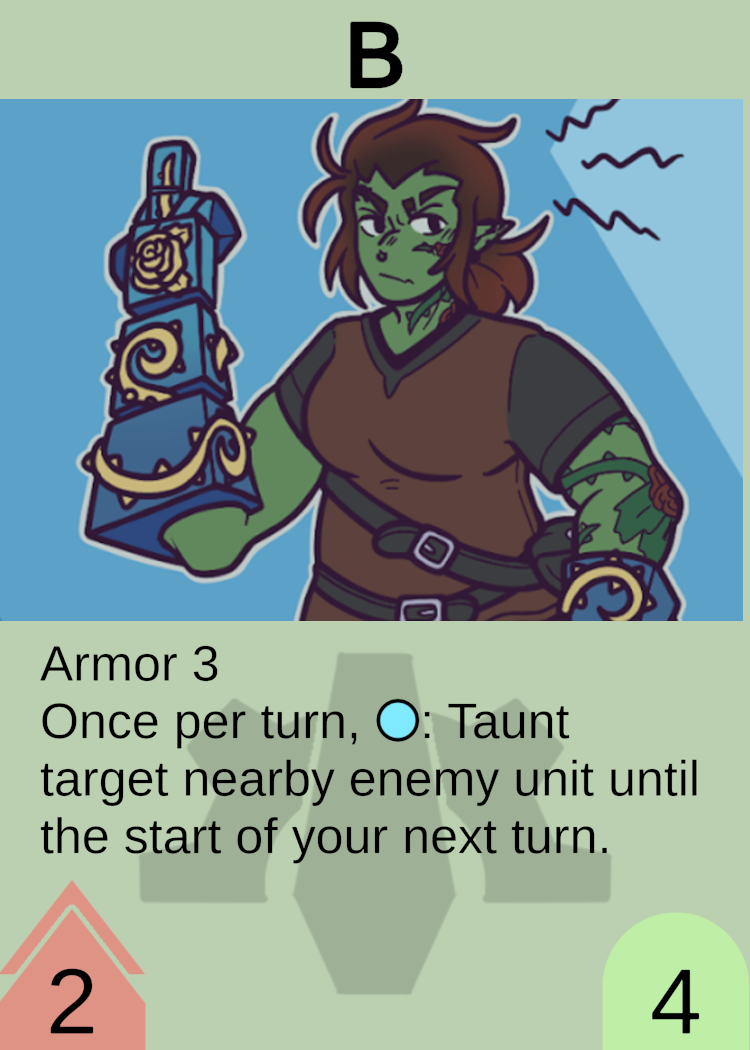 B
Armor 3
Once per turn, : Taunt
target nearby enemy unit until
the start of your next turn.
2
4